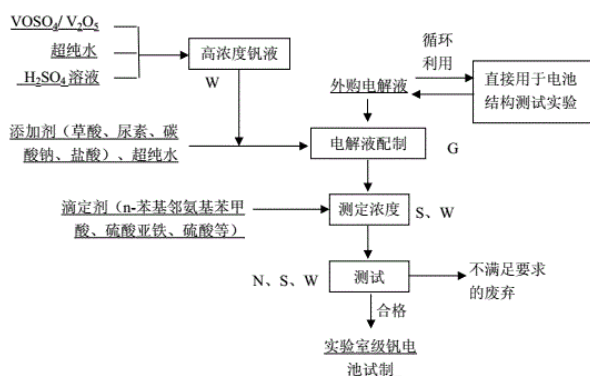 VOSO₄/ V₂O₅
超纯水
H₂SO₄ 溶液
高浓度钒液
W
循环
利用
外购电解液
直接用于电池
结构测试实验
添加剂（草酸、尿素、碳
酸钠、盐酸）、超纯水
电解液配制
G
滴定剂（n-苯基邻氨基苯甲
酸、硫酸亚铁、硫酸等）
测定浓度
S、W
N、S、W
测试
不满足要求
的废弃
合格
实验室级钒电
池试制